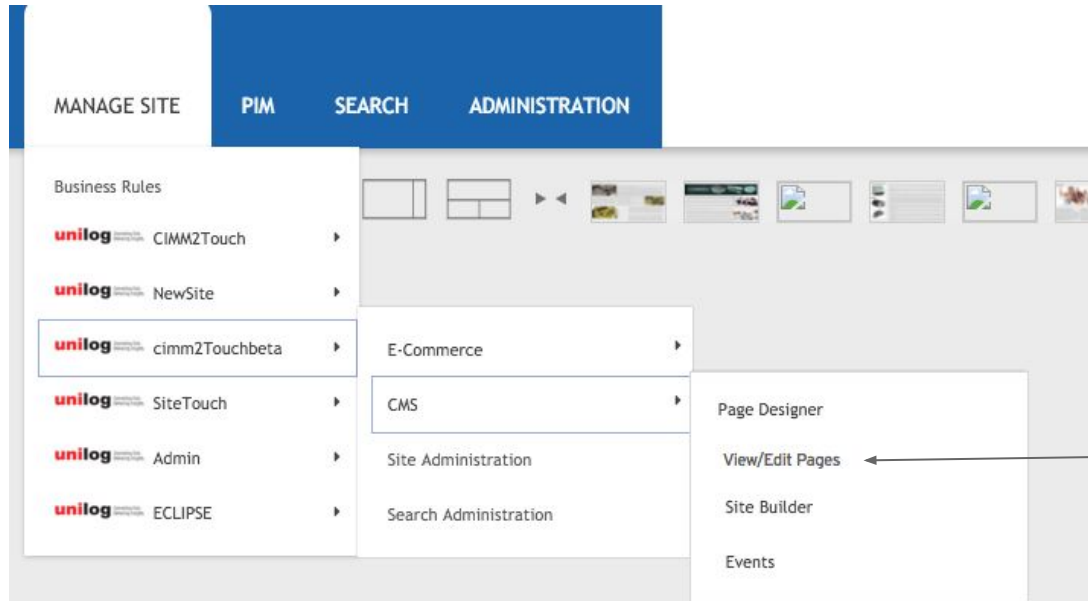 MANAGE SITE PIM SEARCH ADMINISTRATION
Business Rules
unilog CIMM2Touch
unilog NewSite
unilog cimm2Touchbeta
unilog SiteTouch
unilog Admin
unilog ECLIPSE
E-Commerce
CMS
Site Administration
Search Administration
Page Designer
View/Edit Pages
Site Builder
Events